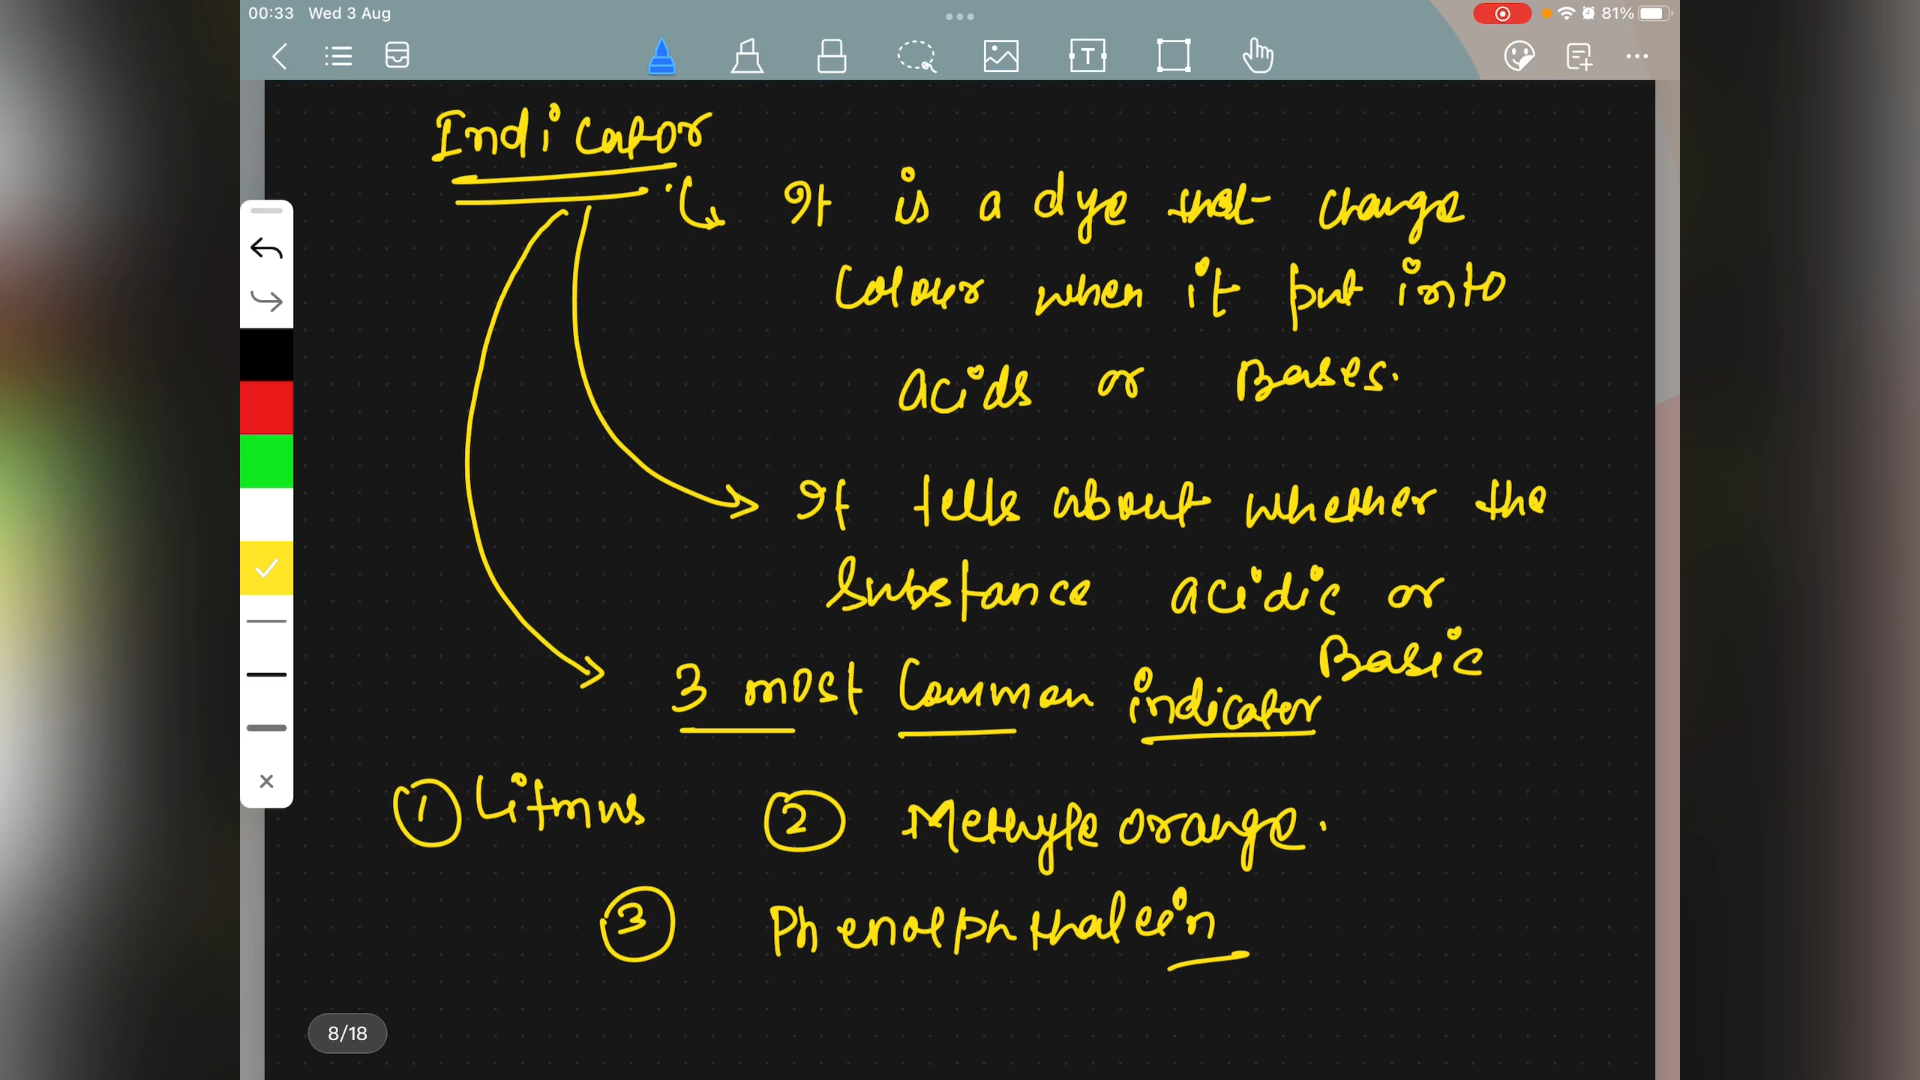 00:33 Wed 3 Aug
81%
Indicator
It is a dye that change
colour when it put into
acids or Bases.
It tells about whether the
substance acidic or
Basic
3 most Common indicator
① Litmus ② Methyle orange.
③ Phenolphthalein
8/18